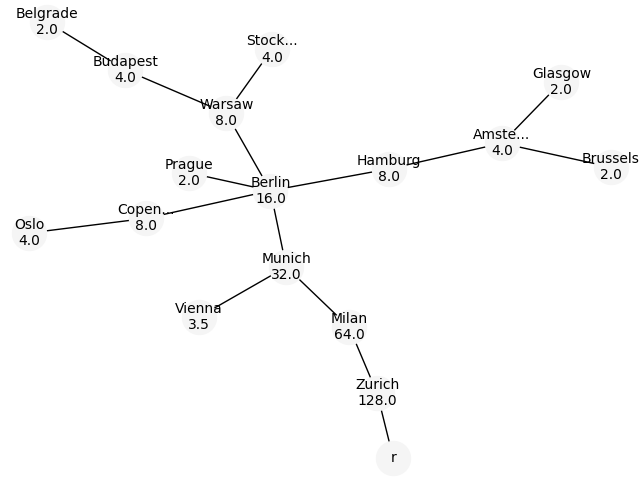 Belgrade
2.0
Budapest
4.0
Stock...
4.0
Warsaw
8.0
Glasgow
2.0
Amste...
4.0
Brussels
2.0
Hamburg
8.0
Prague
2.0
Berlin
16.0
Copen...
8.0
Oslo
4.0
Munich
32.0
Vienna
3.5
Milan
64.0
Zurich
128.0
r